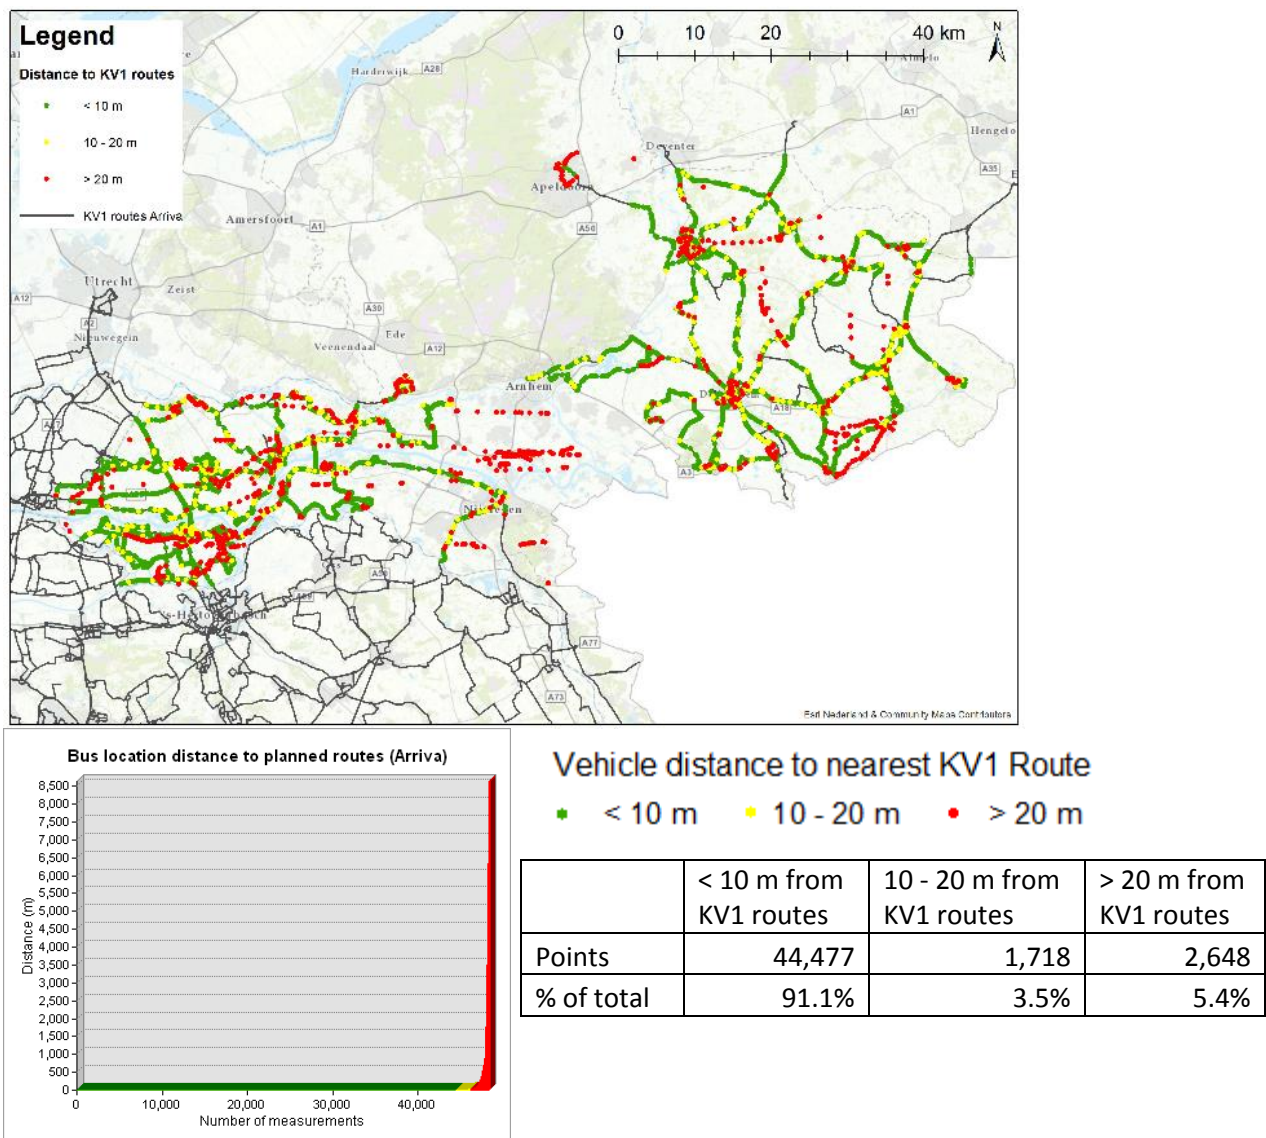 Legend
Distance to KV1 routes
< 10 m
10 - 20 m
> 20 m
KV1 routes Arriva
0 10 20 40 km
N
Almelo
Harderwijk
A28
A1
Hengelo
Deventer
A35
Apeldoorn
Amersfoort
A1
A50
Utrecht
Zeist
A12
A30
A2
Nieuwegein
Ede
Veenendaal
A12
Arnhem
A18
A3
Nijmegen
's-Hertogenbosch
A77
A73
Esri Nederland & Community Maps Contributors
Bus location distance to planned routes (Arriva)
8,500
8,000
7,500
7,000
6,500
6,000
5,500
5,000
4,500
4,000
3,500
3,000
2,500
2,000
1,500
1,000
500
0
Distance (m)
0 10,000 20,000 30,000 40,000
Number of measurements
Vehicle distance to nearest KV1 Route
< 10 m 10 - 20 m > 20 m
< 10 m from KV1 routes
10 - 20 m from KV1 routes
> 20 m from KV1 routes
Points 44,477 1,718 2,648
% of total 91.1% 3.5% 5.4%